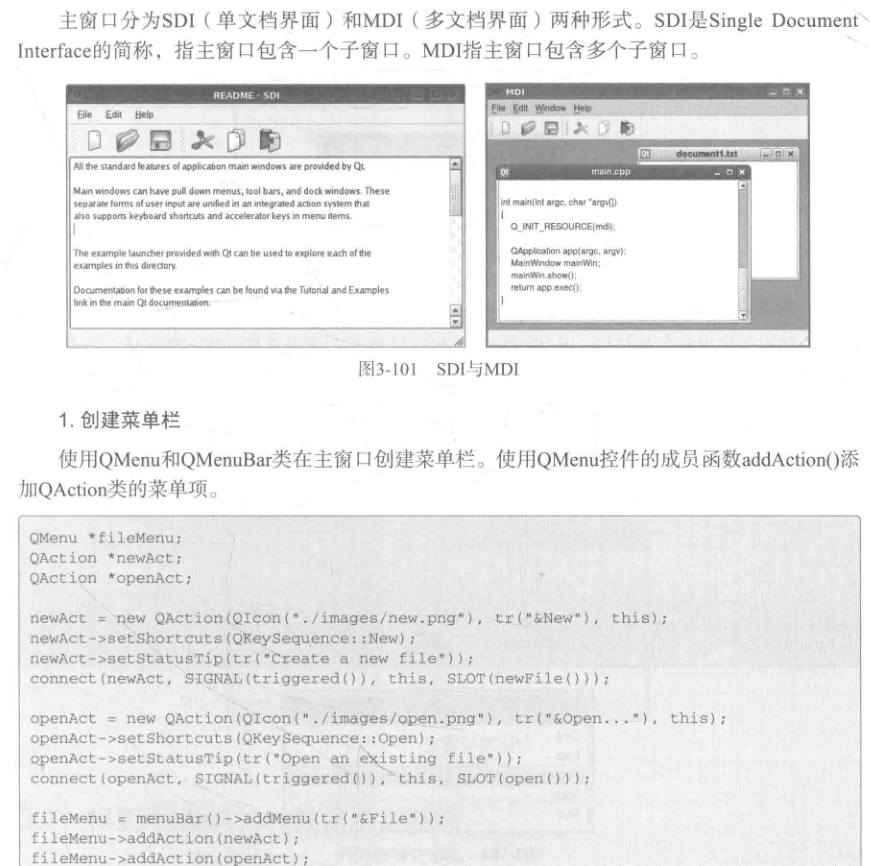 主窗口分为SDI（单文档界面）和MDI（多文档界面）两种形式。SDI是Single Document
Interface的简称，指主窗口包含一个子窗口。MDI指主窗口包含多个子窗口。
README - SDI
File Edit Help
All the standard features of application main windows are provided by Qt.
Main windows can have pull down menus, tool bars, and dock windows. These
separate forms of user input are unified in an integrated action system that
also supports keyboard shortcuts and accelerator keys in menu items.
The example launcher provided with Qt can be used to explore each of the
examples in this directory.
Documentation for these examples can be found via the Tutorial and Examples
link in the main Qt documentation.
MDI
File Edit Window Help
Qt document1.txt
Qt main.cpp
int main(int argc, char *argv[])
{
Q_INIT_RESOURCE(mdi);
QApplication app(argc, argv);
MainWindow mainWin;
mainWin.show();
return app.exec();
}
图3-101 SDI与MDI
1. 创建菜单栏
使用QMenu和QMenuBar类在主窗口创建菜单栏。使用QMenu控件的成员函数addAction()添
加QAction类的菜单项。
QMenu *fileMenu;
QAction *newAct;
QAction *openAct;
newAct = new QAction(QIcon("./images/new.png"), tr("&New"), this);
newAct->setShortcuts(QKeySequence::New);
newAct->setStatusTip(tr("Create a new file"));
connect(newAct, SIGNAL(triggered()), this, SLOT(newFile()));
openAct = new QAction(QIcon("./images/open.png"), tr("&Open..."), this);
openAct->setShortcuts(QKeySequence::Open);
openAct->setStatusTip(tr("Open an existing file"));
connect(openAct, SIGNAL(triggered()), this, SLOT(open()));
fileMenu = menuBar()->addMenu(tr("&File"));
fileMenu->addAction(newAct);
fileMenu->addAction(openAct);